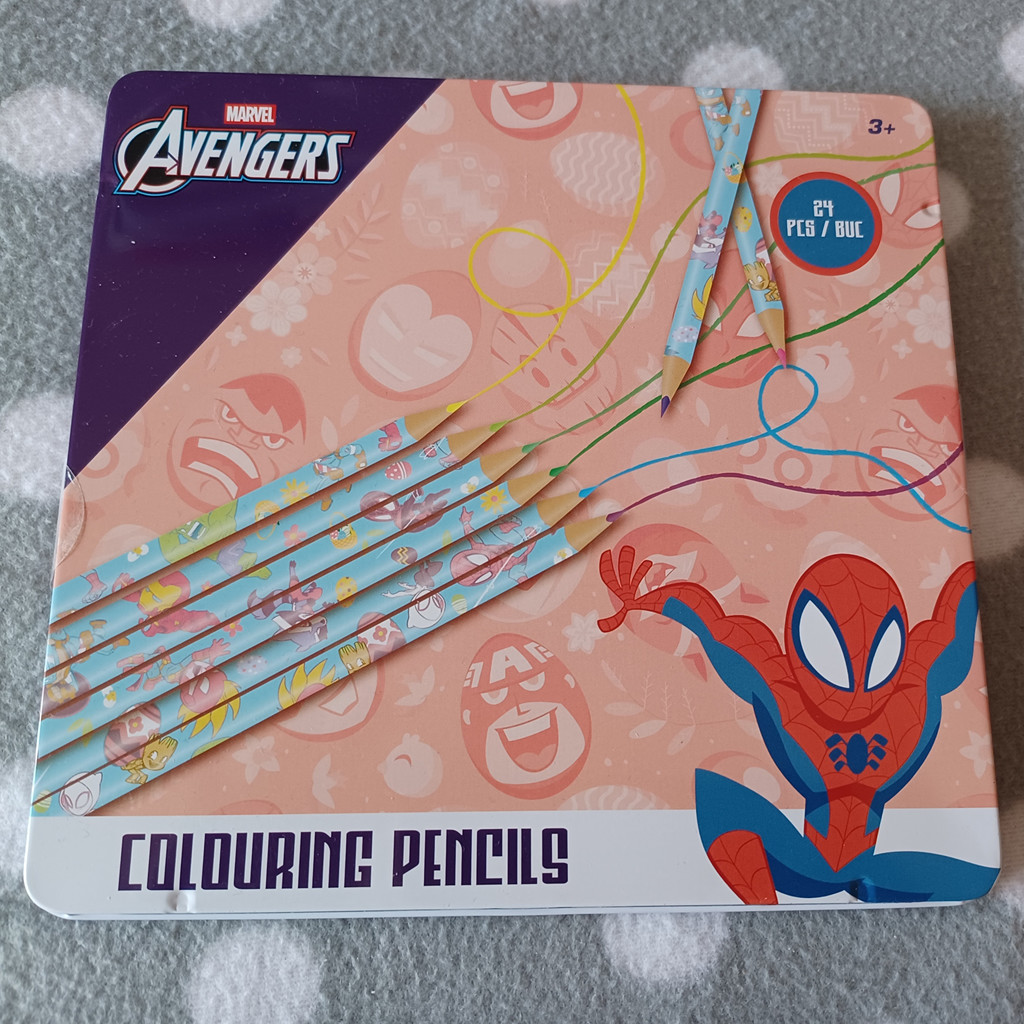 MARVEL
AVENGERS
3+
24
PCS / BUC
A
COLOURING PENCILS